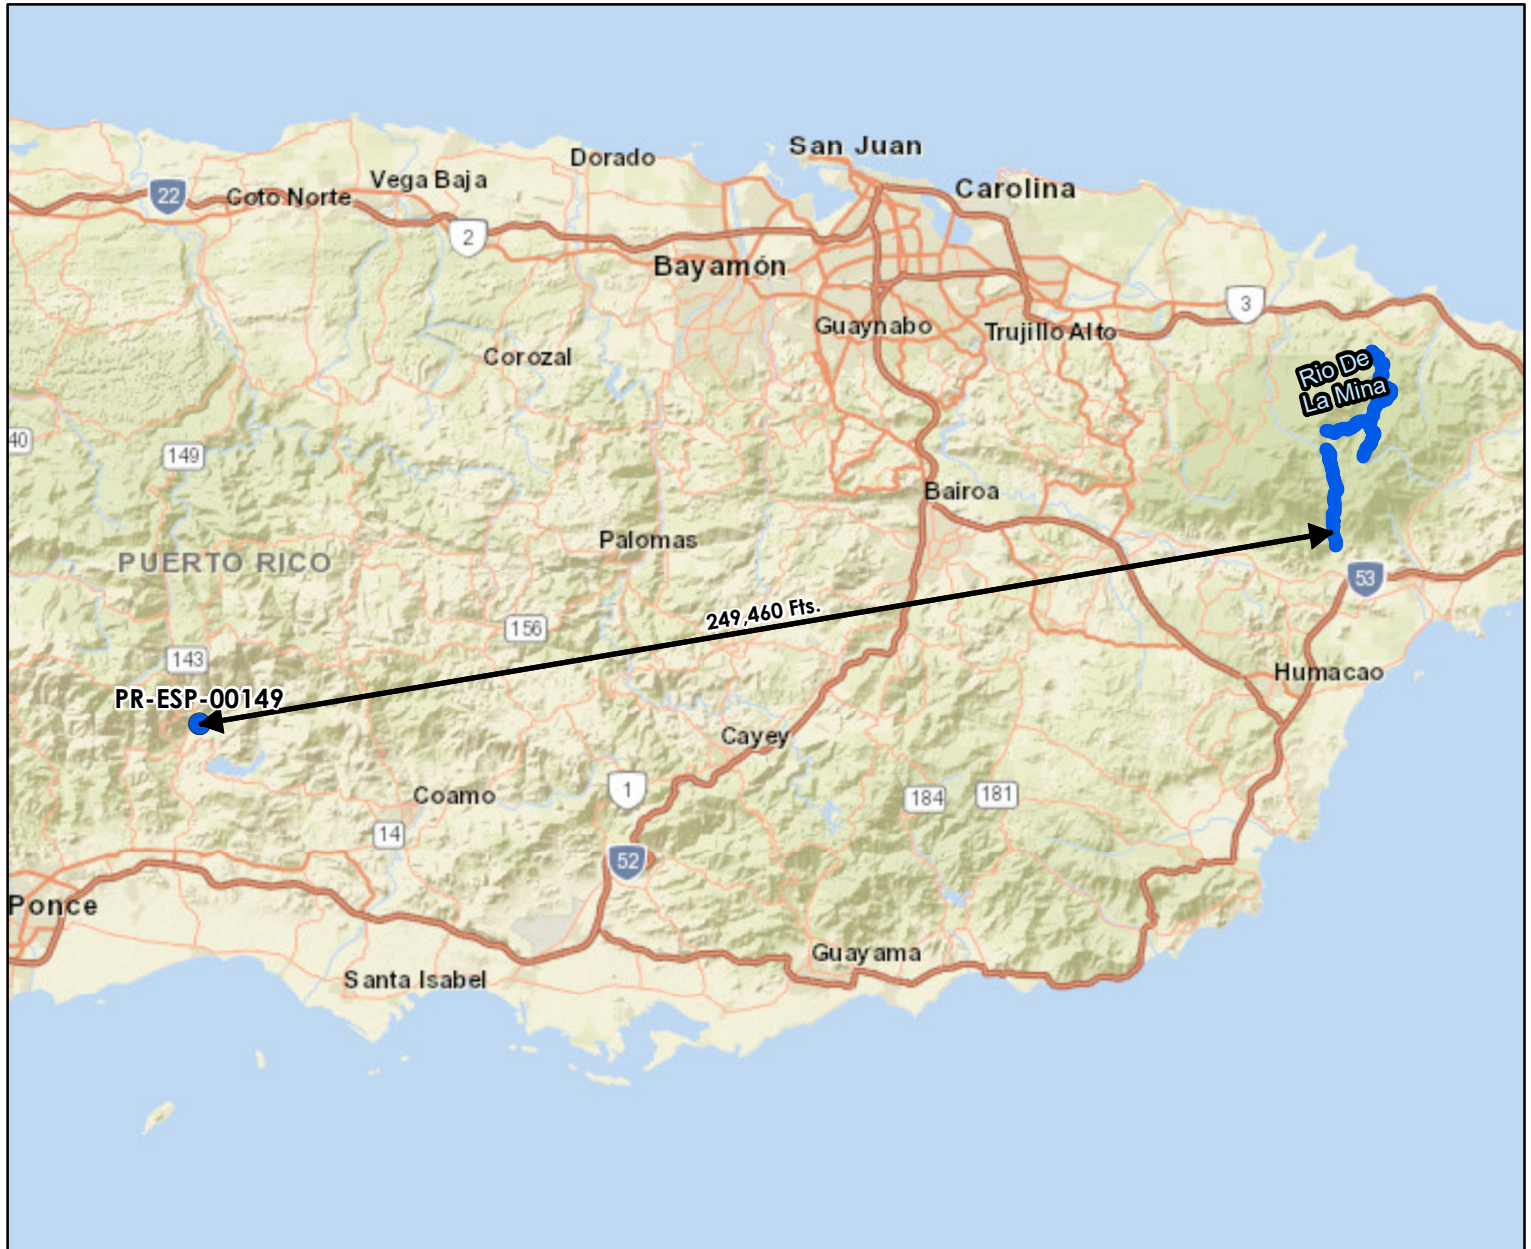 San Juan
Dorado
Vega Baja
Carolina
22
Coto Norte
2
Bayamón
3
Guaynabo
Trujillo Alto
Corozal
Rio De
La Mina
40
149
Bairoa
Palomas
PUERTO RICO
53
249,460 Fts.
156
143
Humacao
PR-ESP-00149
Cayey
Coamo
1
184
181
14
52
Ponce
Guayama
Santa Isabel